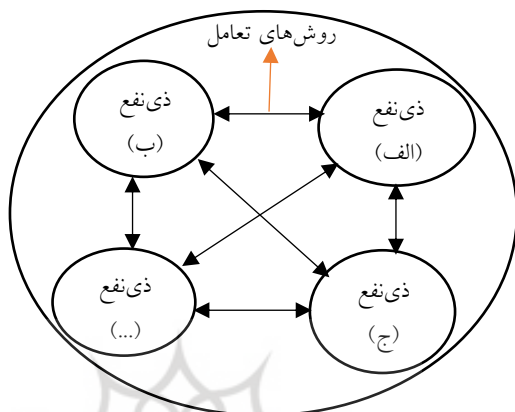 روش‌های تعامل
ذی‌نفع
(الف)
ذی‌نفع
(ب)
ذی‌نفع
(ج)
ذی‌نفع
(...)